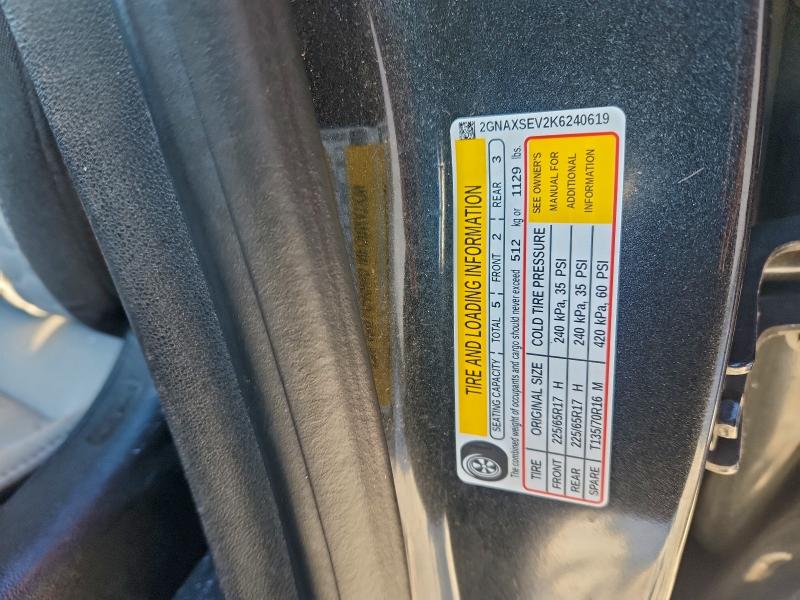 2GNAXSEV2K6240619
TIRE AND LOADING INFORMATION
SEATING CAPACITY TOTAL 5 FRONT 2 REAR 3
The combined weight of occupants and cargo should never exceed 512 kg or 1129 lbs.
TIRE ORIGINAL SIZE COLD TIRE PRESSURE
FRONT 225/65R17 H 240 kPa, 35 PSI
REAR 225/65R17 H 240 kPa, 35 PSI
SPARE T135/70R16 M 420 kPa, 60 PSI
SEE OWNER'S
MANUAL FOR
ADDITIONAL
INFORMATION